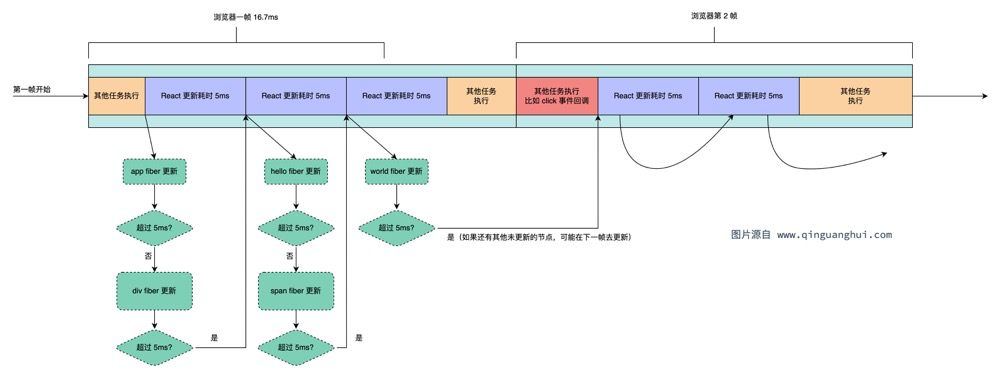 浏览器一帧 16.7ms
浏览器第 2 帧
第一帧开始
其他任务执行
React 更新耗时 5ms
React 更新耗时 5ms
React 更新耗时 5ms
其他任务
执行
其他任务执行
比如 click 事件回调
React 更新耗时 5ms
React 更新耗时 5ms
其他任务
执行
app fiber 更新
hello fiber 更新
world fiber 更新
超过 5ms?
超过 5ms?
超过 5ms?
是（如果还有其他未更新的节点，可能在下一帧去更新）
图片源自 www.qinguanghui.com
否
否
div fiber 更新
span fiber 更新
超过 5ms?
是
超过 5ms?
是